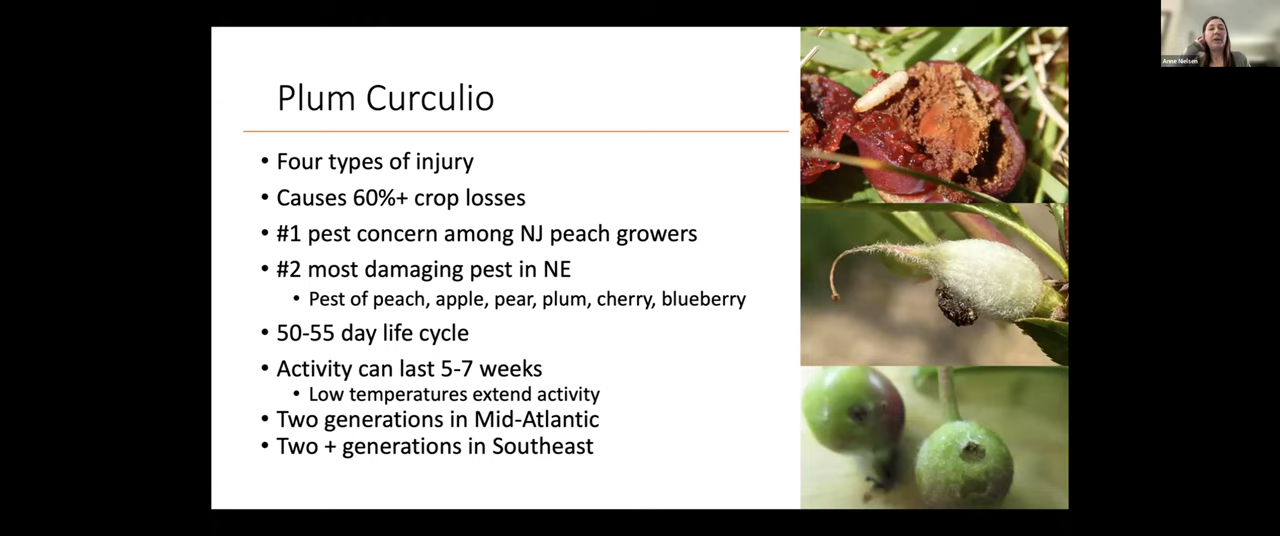 Plum Curculio
• Four types of injury
• Causes 60%+ crop losses
• #1 pest concern among NJ peach growers
• #2 most damaging pest in NE
• Pest of peach, apple, pear, plum, cherry, blueberry
• 50-55 day life cycle
• Activity can last 5-7 weeks
• Low temperatures extend activity
• Two generations in Mid-Atlantic
• Two + generations in Southeast
Anne Nielsen